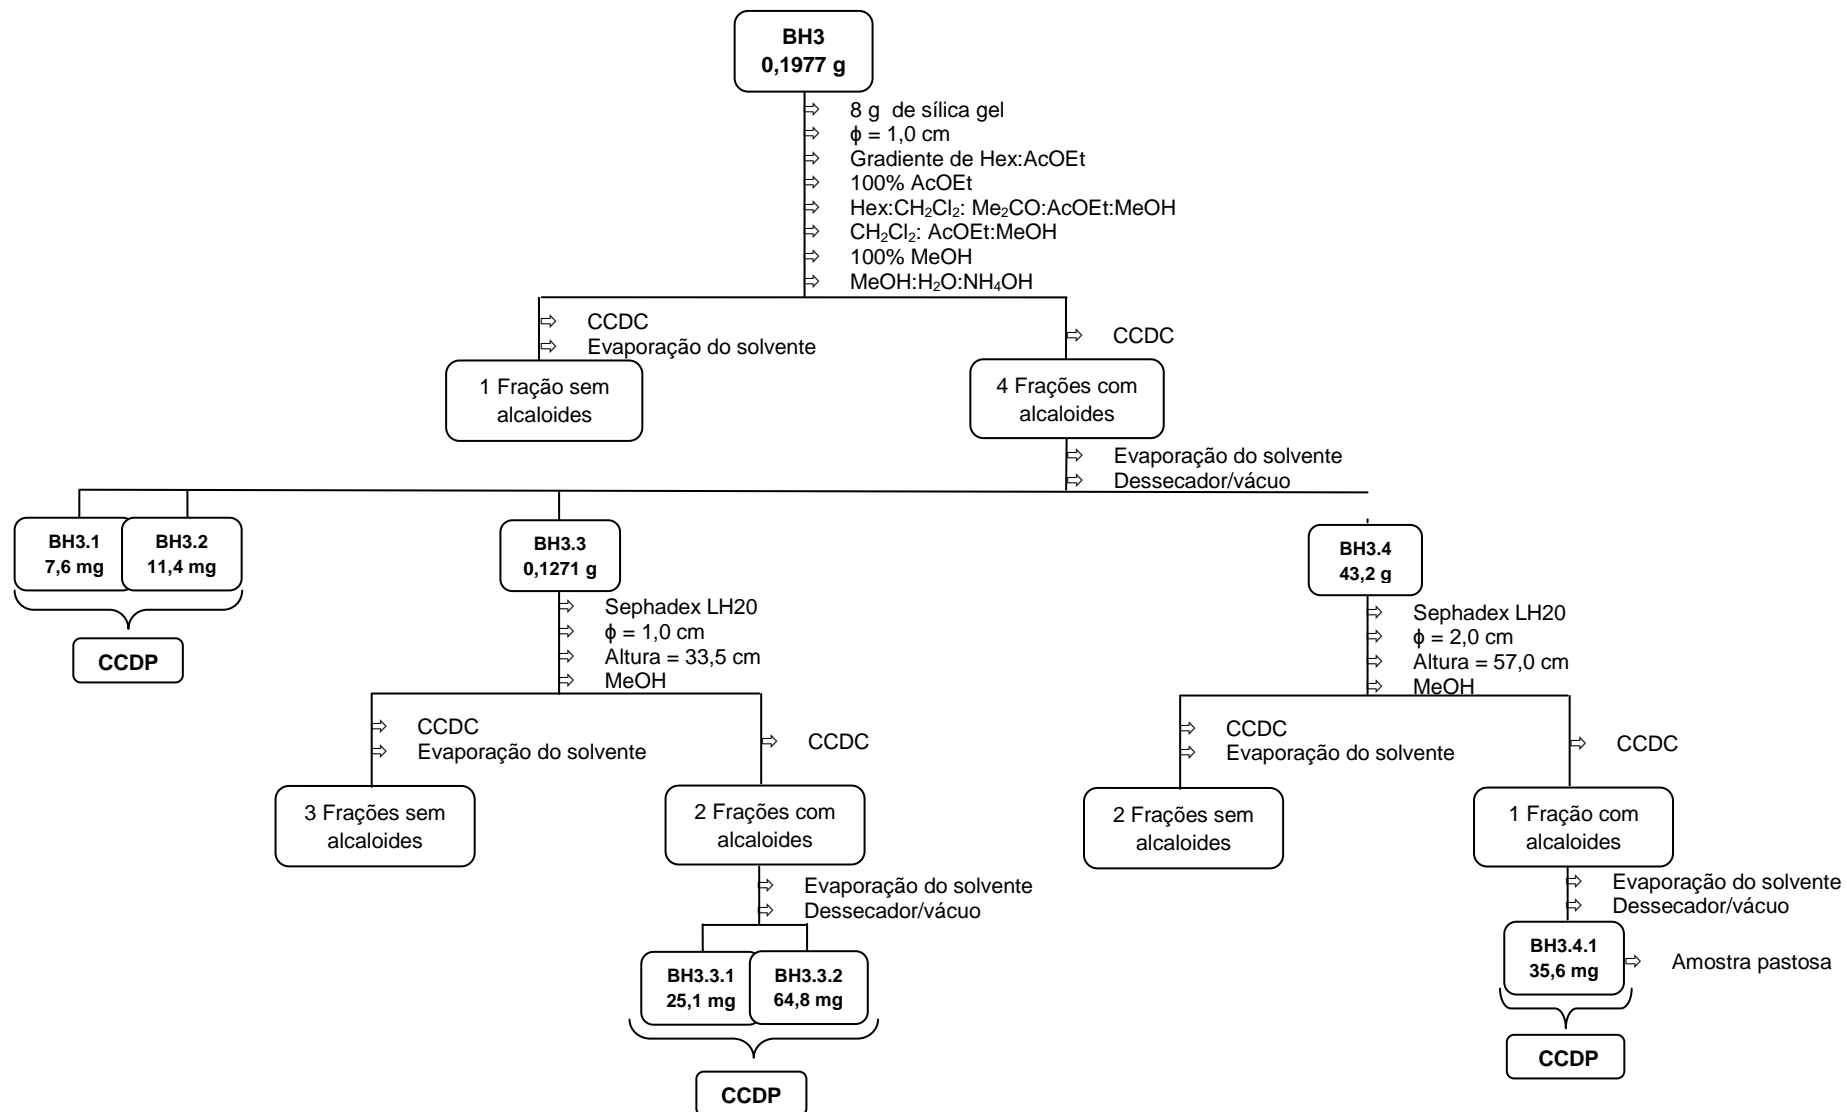 BH3
0,1977 g
8 g de sílica gel
ϕ = 1,0 cm
Gradiente de Hex:AcOEt
100% AcOEt
Hex:CH₂Cl₂: Me₂CO:AcOEt:MeOH
CH₂Cl₂: AcOEt:MeOH
100% MeOH
MeOH:H₂O:NH₄OH
CCDC
Evaporação do solvente
CCDC
1 Fração sem
alcaloides
4 Frações com
alcaloides
Evaporação do solvente
Dessecador/vácuo
BH3.1
7,6 mg
BH3.2
11,4 mg
CCDP
BH3.3
0,1271 g
Sephadex LH20
ϕ = 1,0 cm
Altura = 33,5 cm
MeOH
CCDC
Evaporação do solvente
CCDC
3 Frações sem
alcaloides
2 Frações com
alcaloides
Evaporação do solvente
Dessecador/vácuo
BH3.3.1
25,1 mg
BH3.3.2
64,8 mg
CCDP
BH3.4
43,2 g
Sephadex LH20
ϕ = 2,0 cm
Altura = 57,0 cm
MeOH
CCDC
Evaporação do solvente
CCDC
2 Frações sem
alcaloides
1 Fração com
alcaloides
Evaporação do solvente
Dessecador/vácuo
BH3.4.1
35,6 mg
Amostra pastosa
CCDP